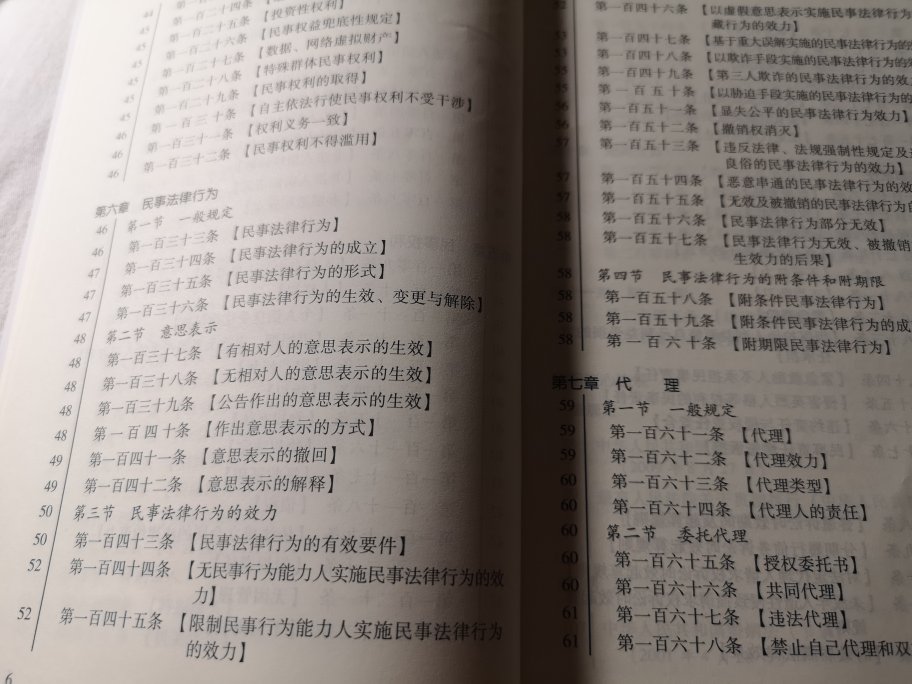 44 第一百二十四条
45 第一百二十五条 【投资性权利】
45 第一百二十六条 【民事权益兜底性规定】
45 第一百二十七条 【数据、网络虚拟财产】
45 第一百二十八条 【特殊群体民事权利】
45 第一百二十九条 【民事权利的取得】
46 第一百三十条 【自主依法行使民事权利不受干涉】
46 第一百三十一条 【权利义务一致】
46 第一百三十二条 【民事权利不得滥用】
第六章 民事法律行为
46 第一节 一般规定
46 第一百三十三条 【民事法律行为】
47 第一百三十四条 【民事法律行为的成立】
47 第一百三十五条 【民事法律行为的形式】
47 第一百三十六条 【民事法律行为的生效、变更与解除】
48 第二节 意思表示
48 第一百三十七条 【有相对人的意思表示的生效】
48 第一百三十八条 【无相对人的意思表示的生效】
48 第一百三十九条 【公告作出的意思表示的生效】
48 第一百四十条 【作出意思表示的方式】
49 第一百四十一条 【意思表示的撤回】
49 第一百四十二条 【意思表示的解释】
50 第三节 民事法律行为的效力
50 第一百四十三条 【民事法律行为的有效要件】
52 第一百四十四条 【无民事行为能力人实施民事法律行为的效
力】
52 第一百四十五条 【限制民事行为能力人实施民事法律行为
的效力】
6
52 第一百四十六条 【以虚假意思表示实施民事法律行为
藏行为的效力】
53 第一百四十七条 【基于重大误解实施的民事法律行为的
53 第一百四十八条 【以欺诈手段实施的民事法律行为的
55 第一百四十九条 【第三人欺诈的民事法律行为的效
55 第一百五十条 【以胁迫手段实施的民事法律行为的
56 第一百五十一条 【显失公平的民事法律行为效力】
56 第一百五十二条 【撤销权消灭】
57 第一百五十三条 【违反法律、法规强制性规定及
良俗的民事法律行为的效力】
57 第一百五十四条 【恶意串通的民事法律行为的效
57 第一百五十五条 【无效及被撤销的民事法律行为
58 第一百五十六条 【民事法律行为部分无效】
58 第一百五十七条 【民事法律行为无效、被撤销
生效力的后果】
58 第四节 民事法律行为的附条件和附期限
58 第一百五十八条 【附条件民事法律行为】
58 第一百五十九条 【附条件民事法律行为的成
58 第一百六十条 【附期限民事法律行为】
第七章 代 理
59 第一节 一般规定
59 第一百六十一条 【代理】
59 第一百六十二条 【代理效力】
60 第一百六十三条 【代理类型】
60 第一百六十四条 【代理人的责任】
60 第二节 委托代理
60 第一百六十五条 【授权委托书】
60 第一百六十六条 【共同代理】
61 第一百六十七条 【违法代理】
61 第一百六十八条 【禁止自己代理和双